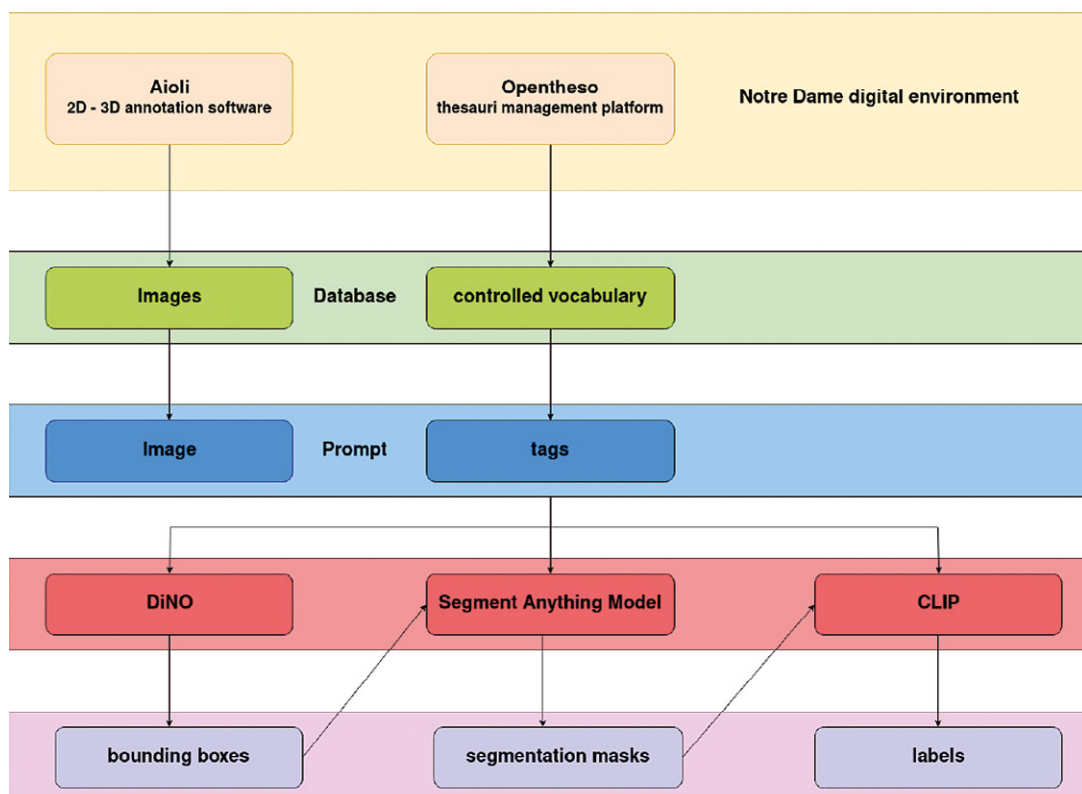 Aioli
2D - 3D annotation software
Opentheso
thesauri management platform
Notre Dame digital environment
Images
Database
controlled vocabulary
Image
Prompt
tags
DiNO
Segment Anything Model
CLIP
bounding boxes
segmentation masks
labels